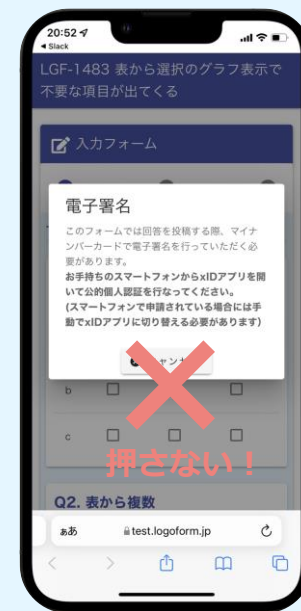 20:52
◀ Slack
LGF-1483 表から選択のグラフ表示で
不要な項目が出てくる
入力フォーム
電子署名
このフォームでは回答を投稿する際、マイナ
ンバーカードで電子署名を行っていただく必
要があります。
お手持ちのスマートフォンからxIDアプリを開
いて公的個人認証を行なってください。
(スマートフォンで申請されている場合には手
動でxIDアプリに切り替える必要があります)
b
c
押さない！
Q2. 表から複数
ぁあ
test.logoform.jp